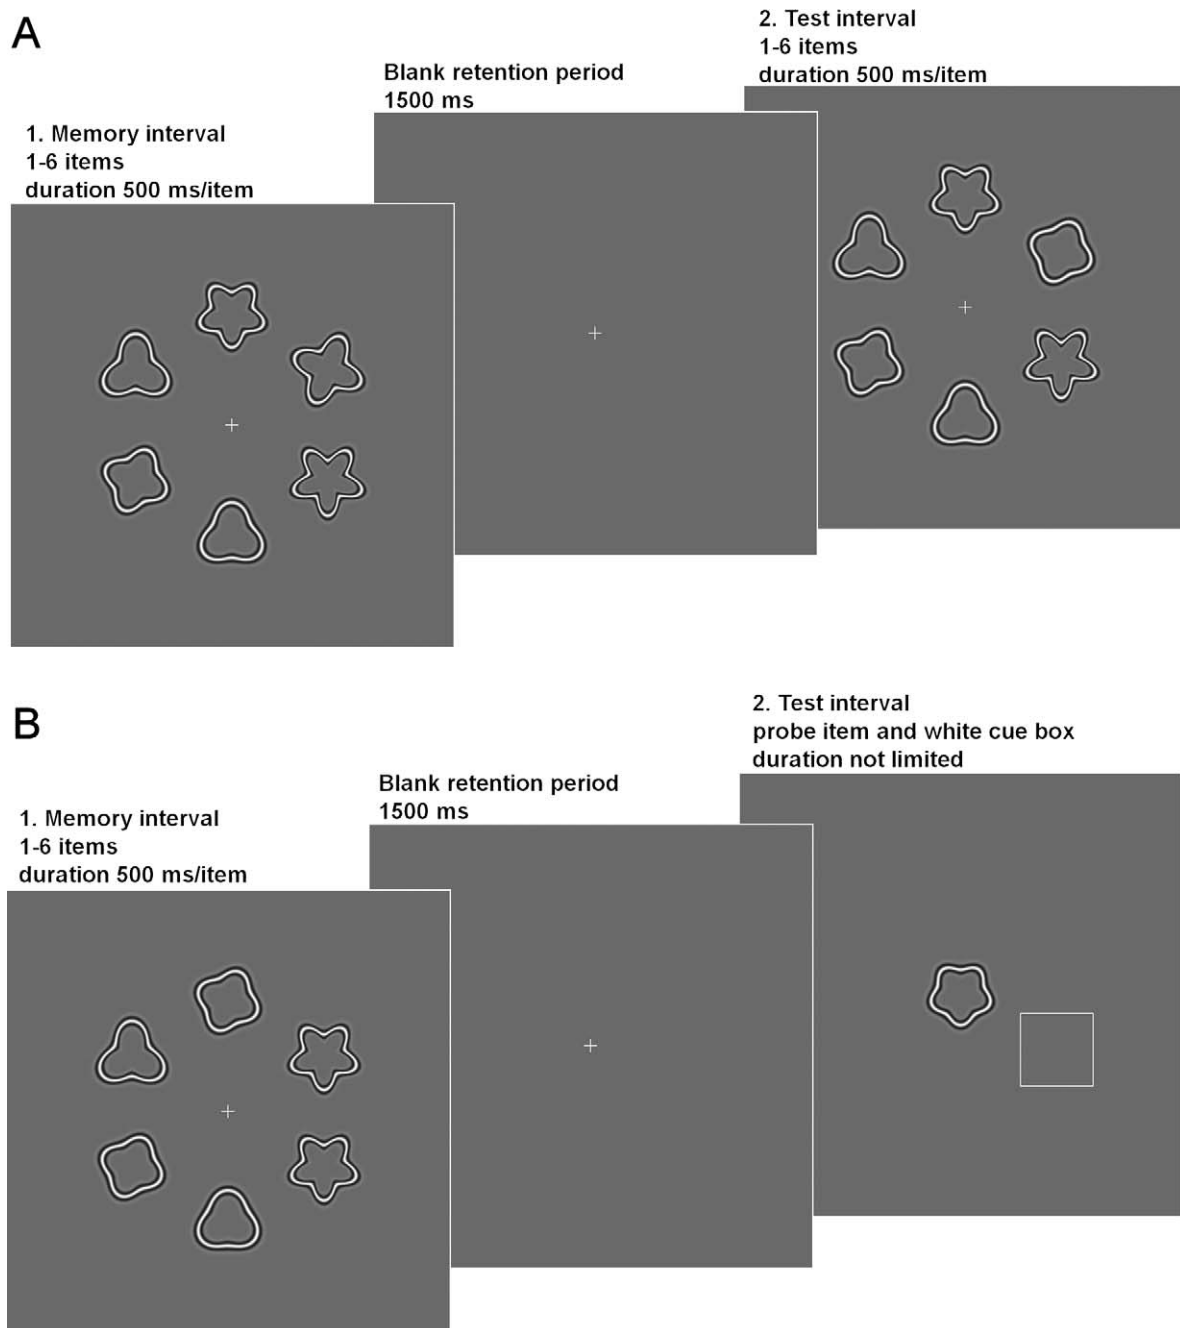 A
1. Memory interval
1-6 items
duration 500 ms/item
Blank retention period
1500 ms
2. Test interval
1-6 items
duration 500 ms/item
B
1. Memory interval
1-6 items
duration 500 ms/item
Blank retention period
1500 ms
2. Test interval
probe item and white cue box
duration not limited